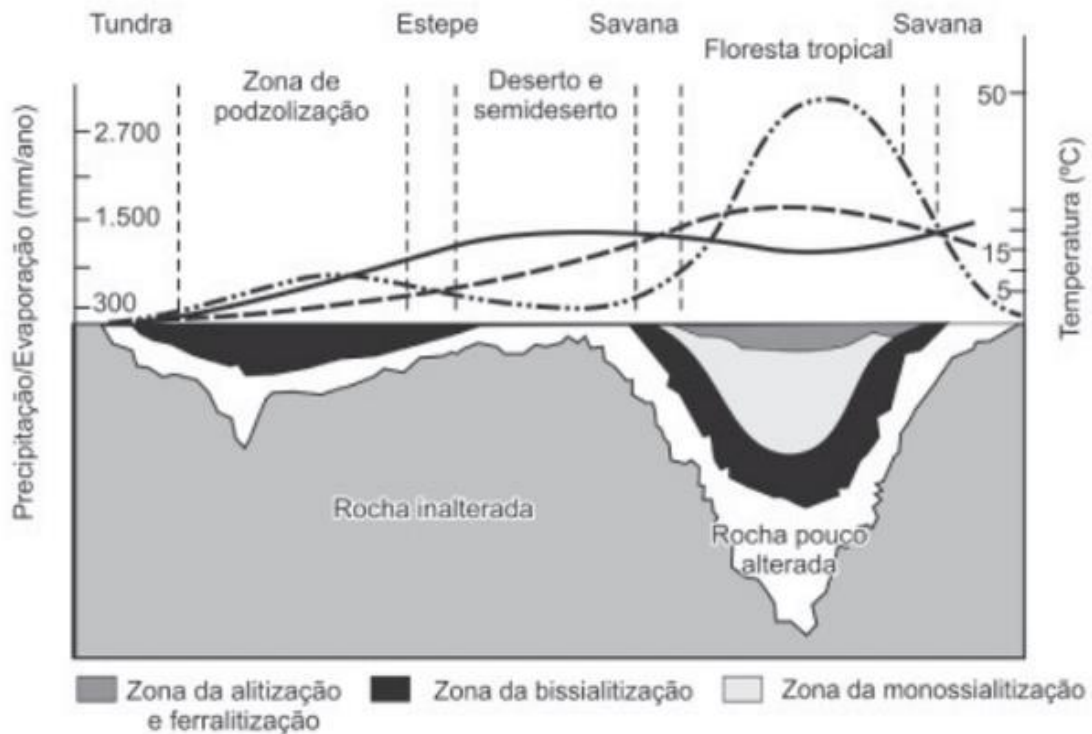 Tundra
Estepe
Savana
Savana
Floresta tropical
Zona de
podzolização
Deserto e
semideserto
Precipitação/Evaporação (mm/ano)
2.700
1.500
300
50
15
5
Temperatura (ºC)
Rocha inalterada
Rocha pouco
alterada
Zona da alitização
e ferralitização
Zona da bissialitização
Zona da monossialitização